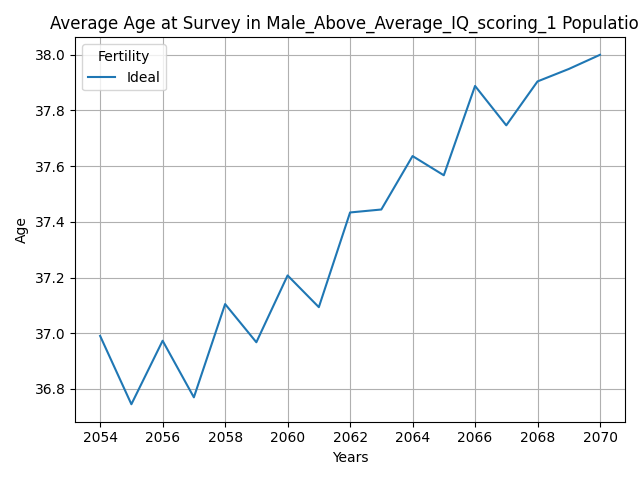 Average Age at Survey in Male_Above_Average_IQ_scoring_1 Populatio
Fertility
Ideal
Age
38.0
37.8
37.6
37.4
37.2
37.0
36.8
2054 2056 2058 2060 2062 2064 2066 2068 2070
Years